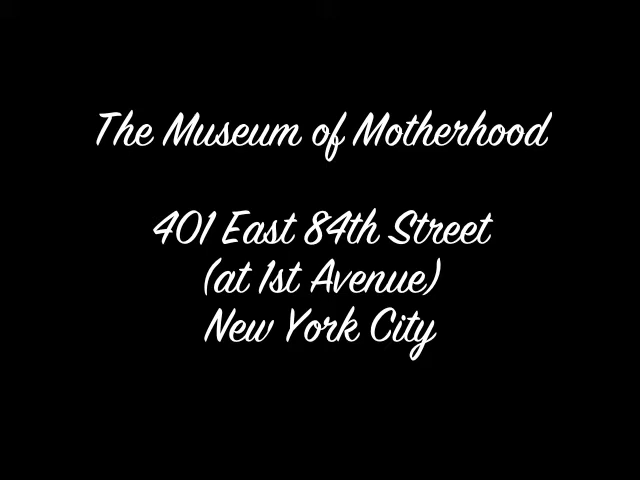 The Museum of Motherhood
401 East 84th Street
(at 1st Avenue)
New York City